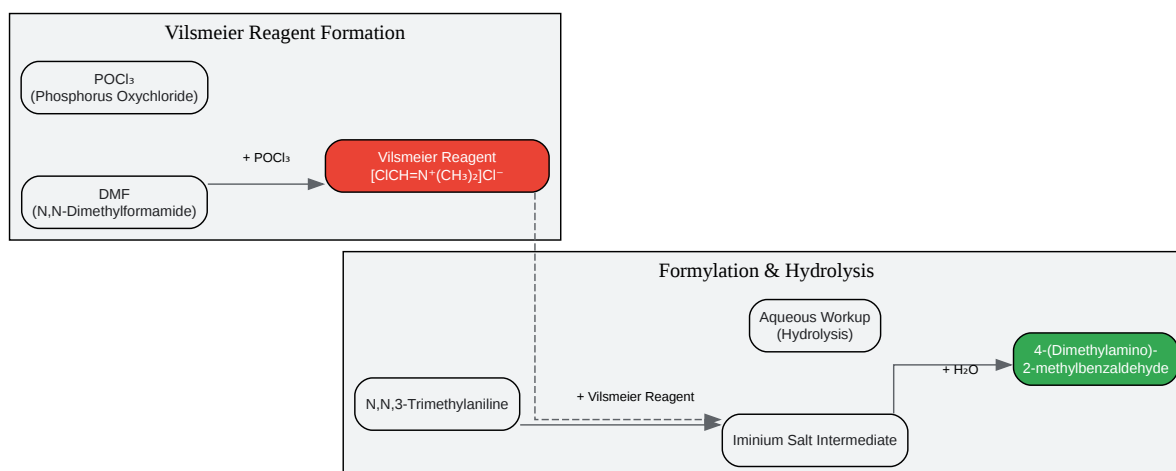 Vilsmeier Reagent Formation
POCl₃
(Phosphorus Oxychloride)
+ POCl₃
Vilsmeier Reagent
[ClCH=N⁺(CH₃)₂]Cl⁻
DMF
(N,N-Dimethylformamide)
Formylation & Hydrolysis
Aqueous Workup
(Hydrolysis)
4-(Dimethylamino)-
2-methylbenzaldehyde
+ H₂O
N,N,3-Trimethylaniline
+ Vilsmeier Reagent
Iminium Salt Intermediate